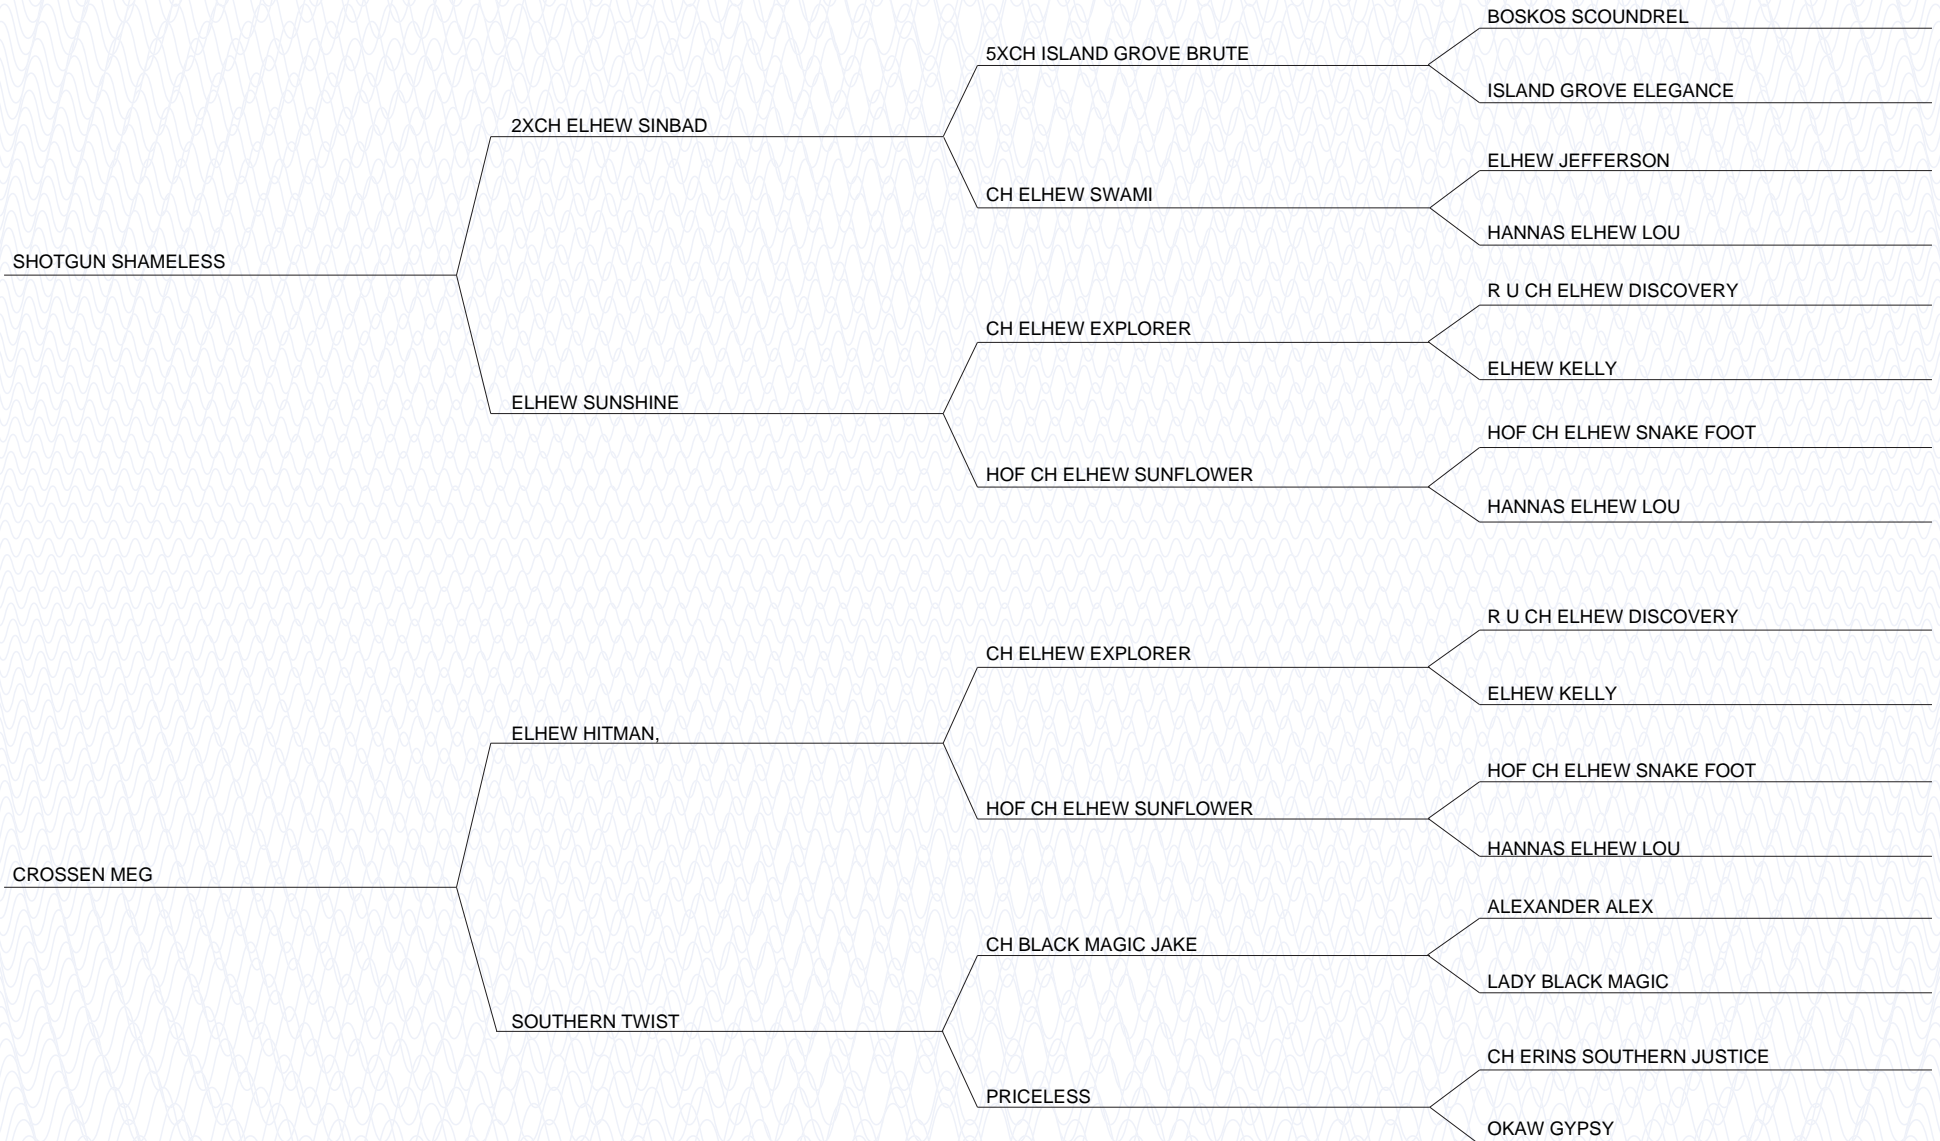 BOSKOS SCOUNDREL
5XCH ISLAND GROVE BRUTE
ISLAND GROVE ELEGANCE
2XCH ELHEW SINBAD
ELHEW JEFFERSON
CH ELHEW SWAMI
HANNAS ELHEW LOU
SHOTGUN SHAMELESS
R U CH ELHEW DISCOVERY
CH ELHEW EXPLORER
ELHEW KELLY
ELHEW SUNSHINE
HOF CH ELHEW SNAKE FOOT
HOF CH ELHEW SUNFLOWER
HANNAS ELHEW LOU
R U CH ELHEW DISCOVERY
CH ELHEW EXPLORER
ELHEW KELLY
ELHEW HITMAN,
HOF CH ELHEW SNAKE FOOT
HOF CH ELHEW SUNFLOWER
HANNAS ELHEW LOU
CROSSEN MEG
ALEXANDER ALEX
CH BLACK MAGIC JAKE
LADY BLACK MAGIC
SOUTHERN TWIST
CH ERINS SOUTHERN JUSTICE
PRICELESS
OKAW GYPSY